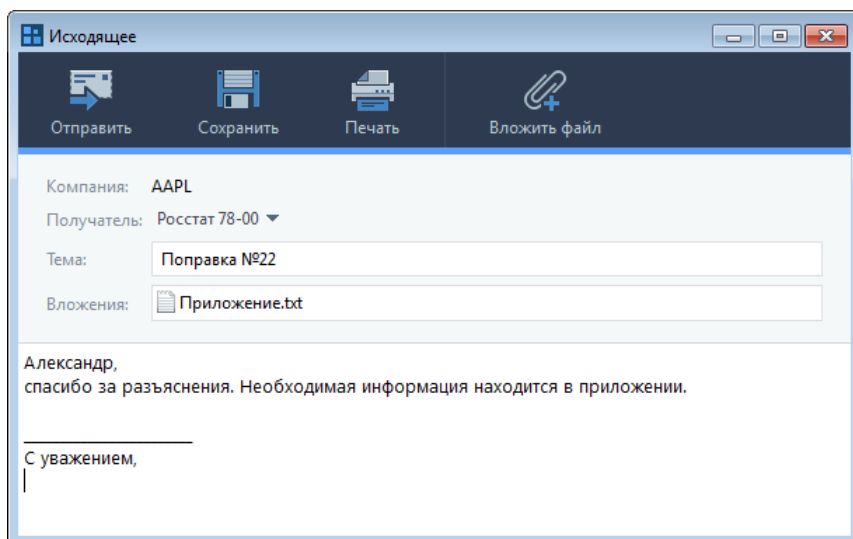 Исходящее
Отправить Сохранить Печать Вложить файл
Компания: AAPL
Получатель: Росстат 78-00
Тема: Поправка №22
Вложения: Приложение.txt
Александр,
спасибо за разъяснения. Необходимая информация находится в приложении.
С уважением,